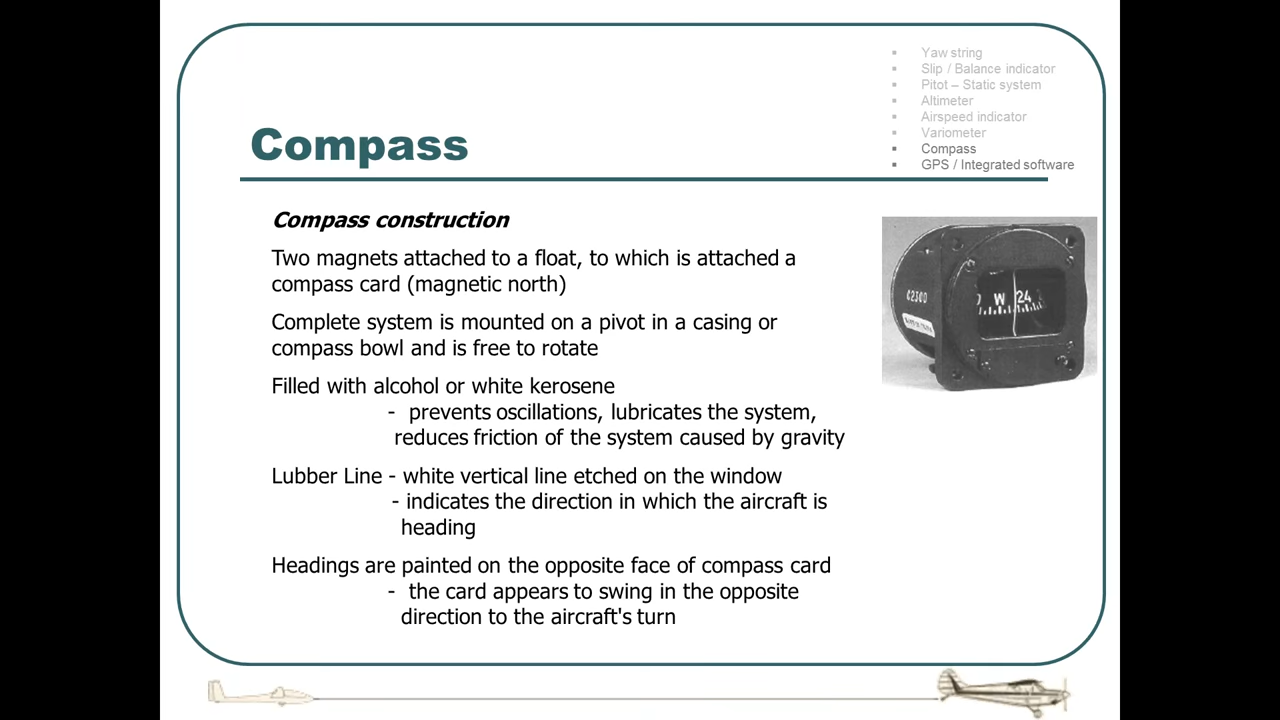 Yaw string
Slip / Balance indicator
Pitot – Static system
Altimeter
Airspeed indicator
Variometer
Compass
GPS / Integrated software
Compass
Compass construction
Two magnets attached to a float, to which is attached a
compass card (magnetic north)
Complete system is mounted on a pivot in a casing or
compass bowl and is free to rotate
Filled with alcohol or white kerosene
- prevents oscillations, lubricates the system,
reduces friction of the system caused by gravity
Lubber Line - white vertical line etched on the window
- indicates the direction in which the aircraft is
heading
Headings are painted on the opposite face of compass card
- the card appears to swing in the opposite
direction to the aircraft's turn
C2300
W 24